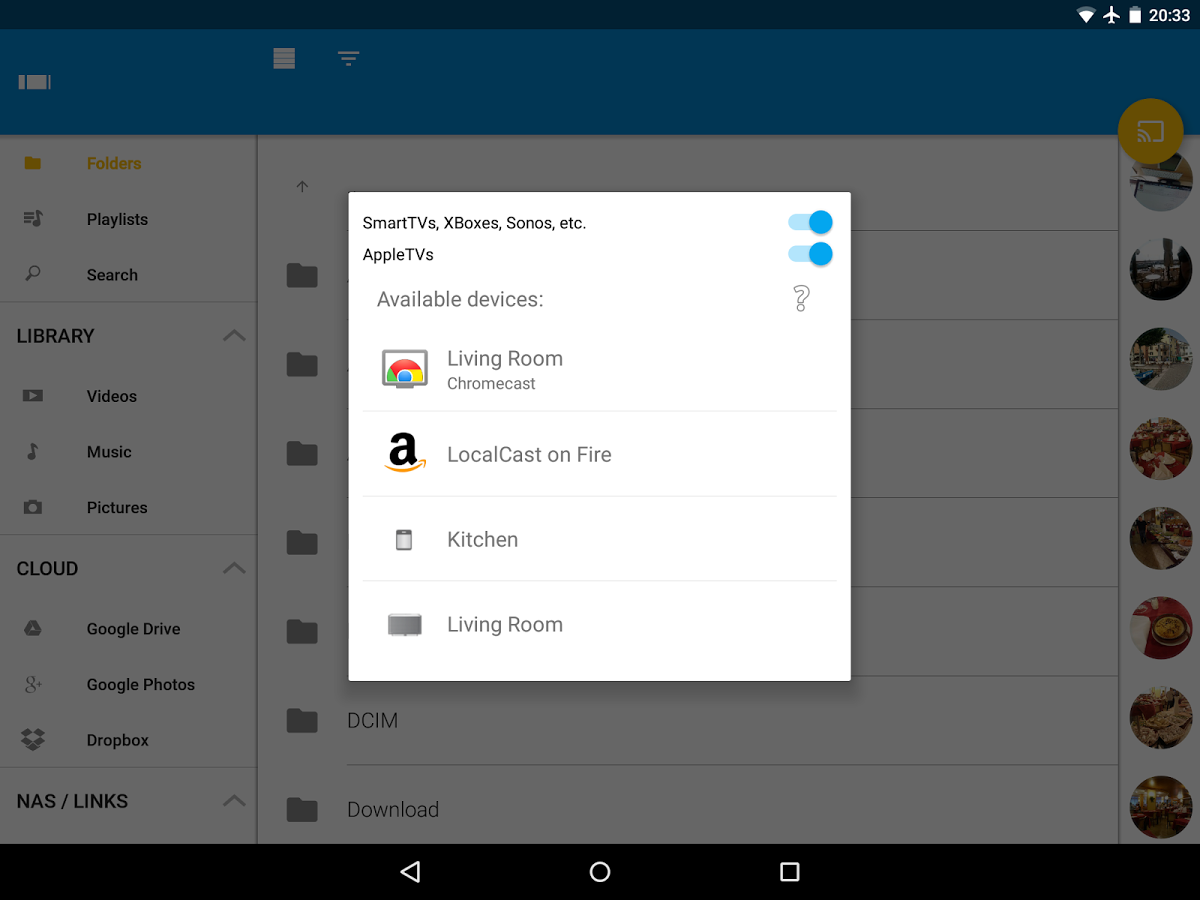 20:33
Folders
Playlists
Search
LIBRARY
Videos
Music
Pictures
CLOUD
Google Drive
Google Photos
Dropbox
NAS / LINKS
SmartTVs, XBoxes, Sonos, etc.
AppleTVs
Available devices:
Living Room
Chromecast
LocalCast on Fire
Kitchen
Living Room
DCIM
Download